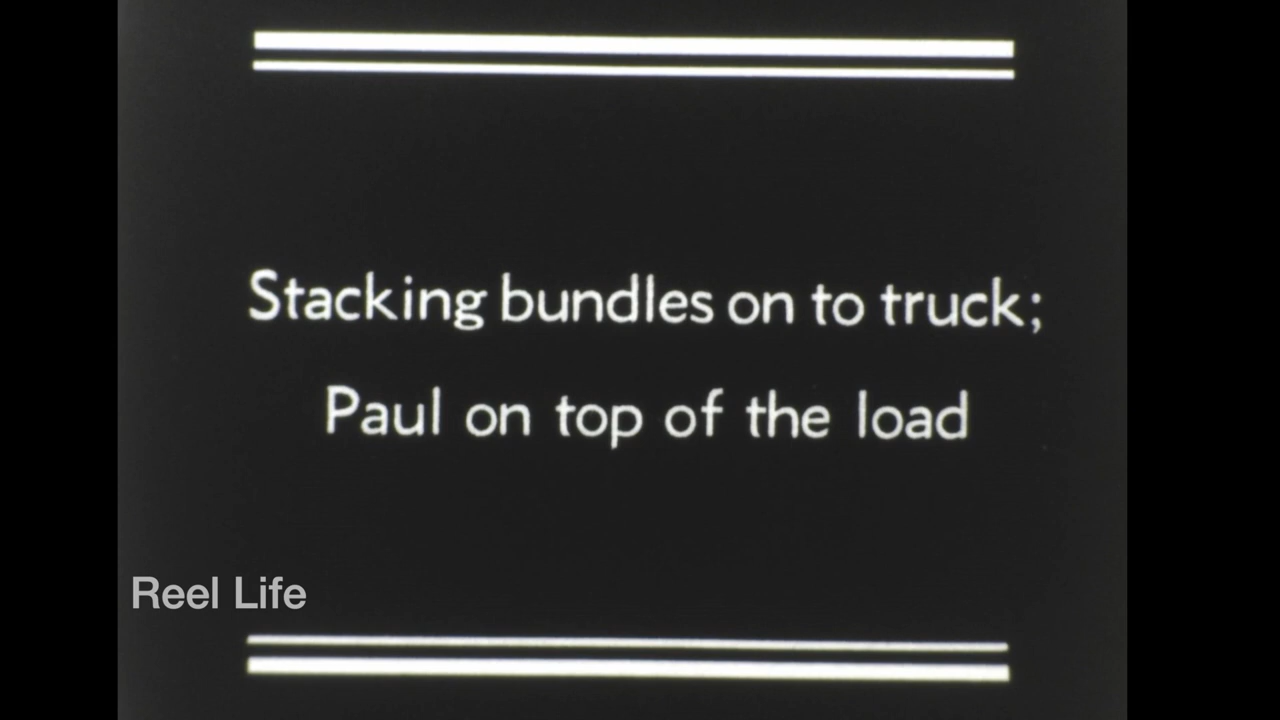 Stacking bundles on to truck;
Paul on top of the load
Reel Life